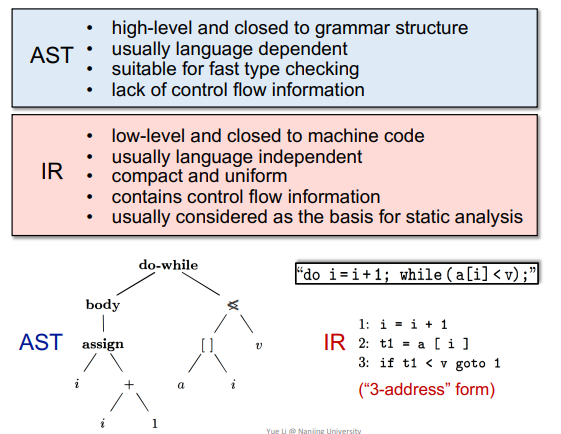 AST
• high-level and closed to grammar structure
• usually language dependent
• suitable for fast type checking
• lack of control flow information
IR
• low-level and closed to machine code
• usually language independent
• compact and uniform
• contains control flow information
• usually considered as the basis for static analysis
AST
do-while
body
<
assign
[ ]
v
i
+
a
i
i
1
“do i=i+1; while(a[i]<v);”
IR
1: i = i + 1
2: t1 = a [ i ]
3: if t1 < v goto 1
(“3-address” form)
Yue Li @ Nanjing University